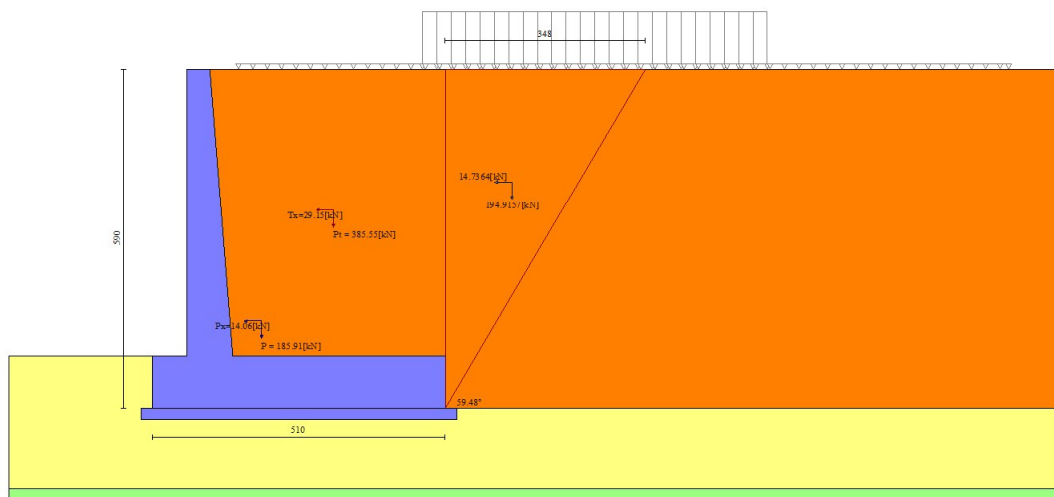 348
14.7364[kN]
194.9157[kN]
Tx=29.15[kN]
Pt = 385.55[kN]
590
Px=14.06[kN]
P = 185.91[kN]
59.48°
510